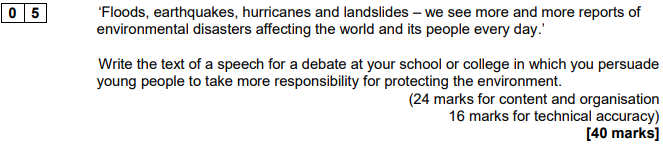 0 5 ‘Floods, earthquakes, hurricanes and landslides – we see more and more reports of
environmental disasters affecting the world and its people every day.’
Write the text of a speech for a debate at your school or college in which you persuade
young people to take more responsibility for protecting the environment.
(24 marks for content and organisation
16 marks for technical accuracy)
[40 marks]